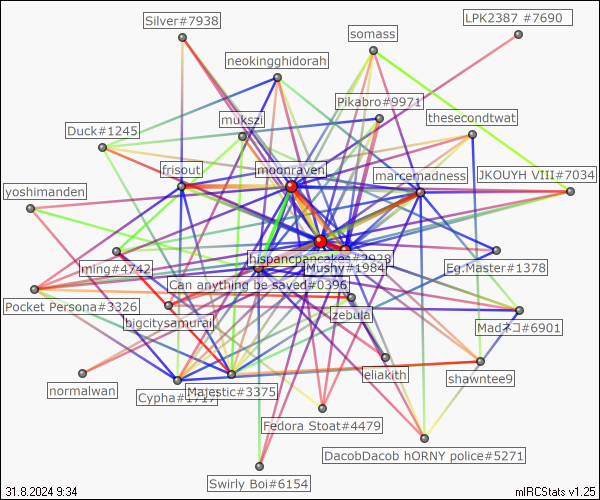 Silver#7938
LPK2387 #7690
somass
neokingghidorah
Pikabro#9971
mukszi
thesecondtwat
Duck#1245
frisout
moonraven
marcemadness
JKOUYH VIII#7034
yoshimanden
hispancpancakes#2928
Mushy#1984
ming#4742
Eg.Master#1378
Can anything be saved#0396
Pocket Persona#3326
bigcitysamurai
zebula
Madネコ#6901
eliakith
shawntee9
normalwan
Cypha#1717
Majestic#3375
Fedora Stoat#4479
DacobDacob hORNY police#5271
Swirly Boi#6154
31.8.2024 9:34
mIRCStats v1.25